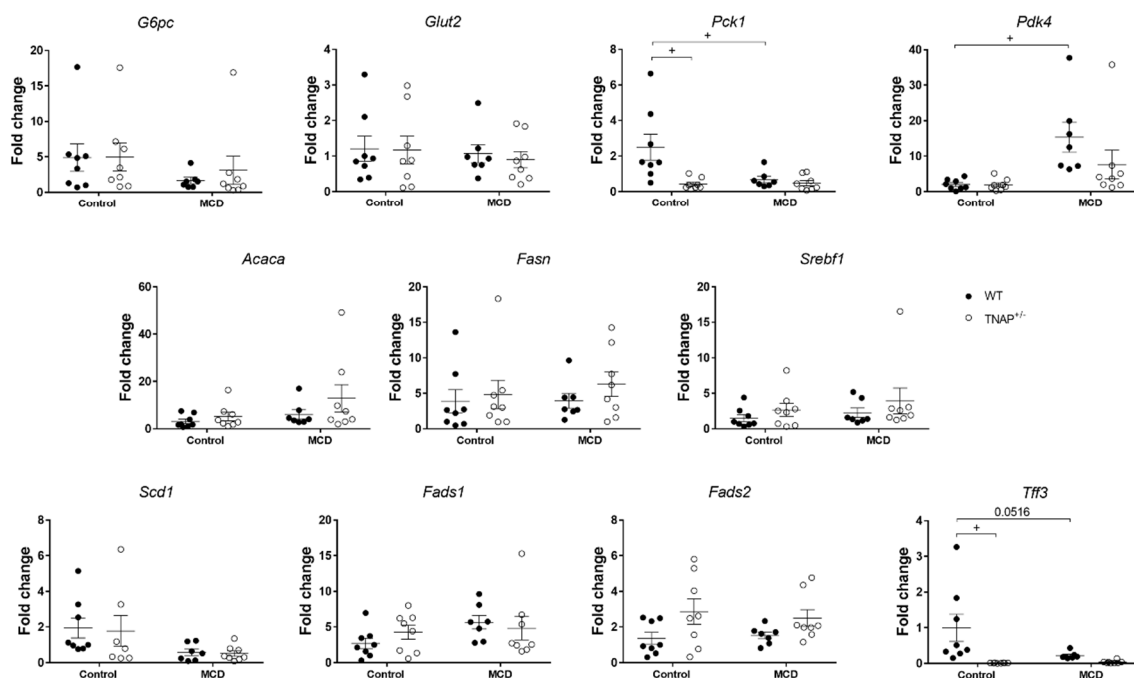 G6pc
Glut2
Pck1
Pdk4
Fold change
20
15
10
5
0
Control
MCD
Fold change
4
3
2
1
0
Control
MCD
Fold change
8
6
4
2
0
+
+
Control
MCD
Fold change
40
30
20
10
0
+
Control
MCD
Acaca
Fasn
Srebf1
Fold change
60
40
20
0
Control
MCD
Fold change
20
15
10
5
0
Control
MCD
Fold change
20
15
10
5
0
Control
MCD
WT
TNAP+/-
Scd1
Fads1
Fads2
Tff3
Fold change
8
6
4
2
0
Control
MCD
Fold change
20
15
10
5
0
Control
MCD
Fold change
8
6
4
2
0
Control
MCD
Fold change
4
3
2
1
0
0.0516
+
Control
MCD